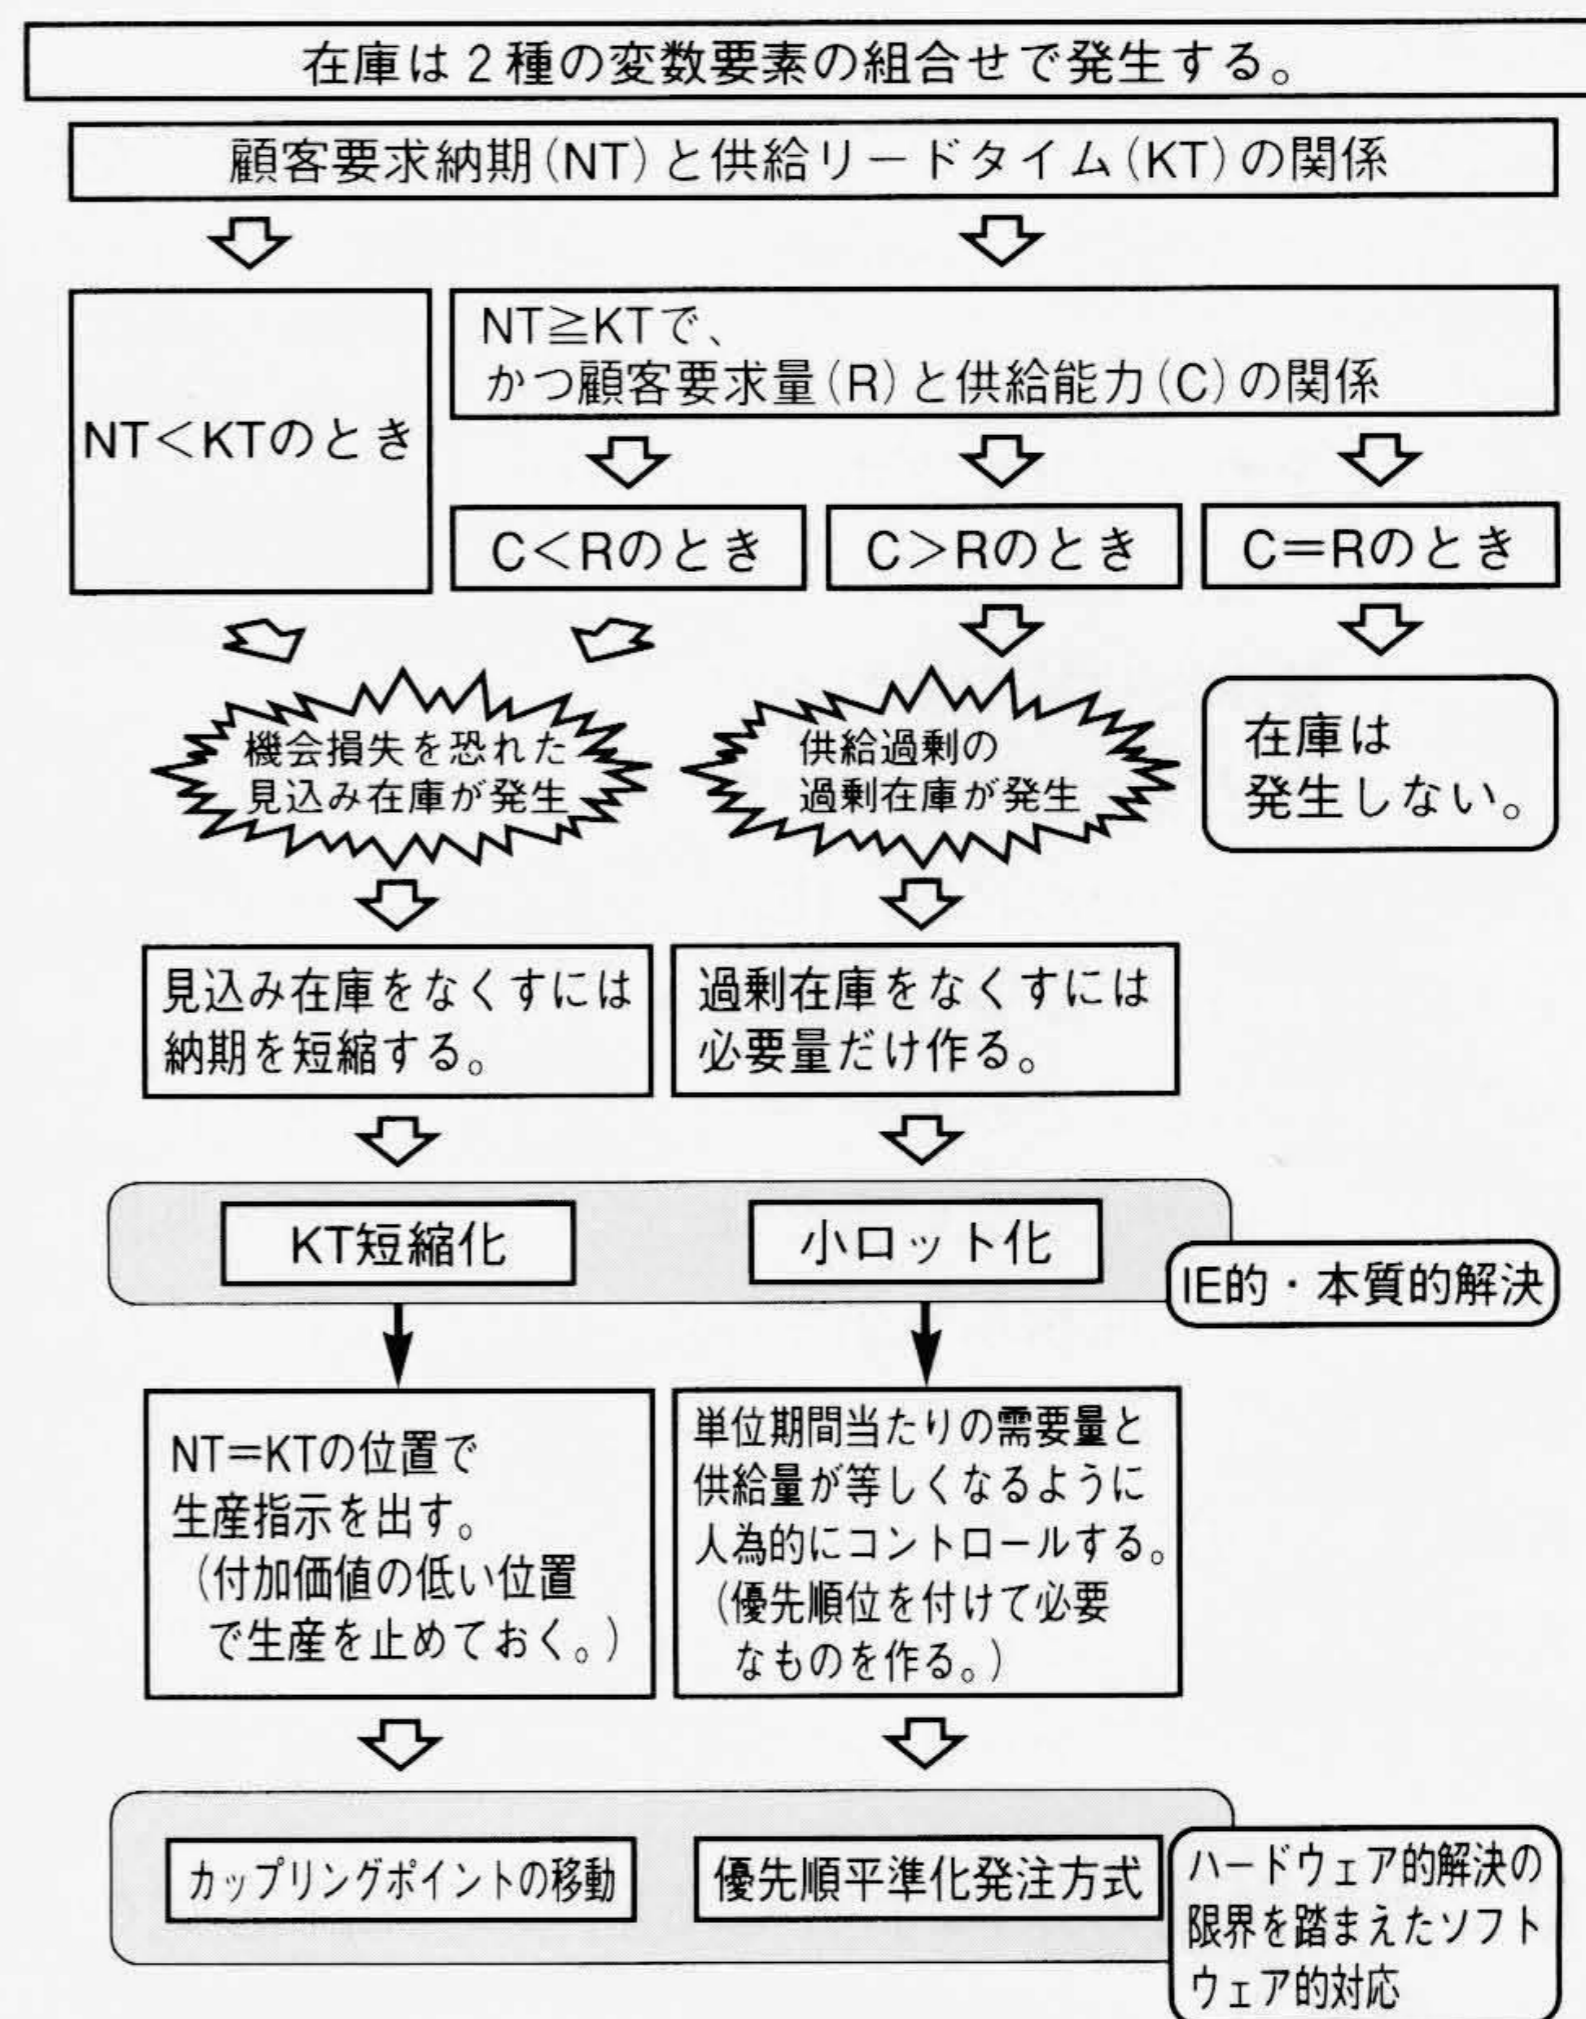 在庫は2種の変数要素の組合せで発生する。
顧客要求納期(NT)と供給リードタイム(KT)の関係
NT<KTのとき
NT≧KTで、
かつ顧客要求量(R)と供給能力(C)の関係
C<Rのとき
C>Rのとき
C=Rのとき
機会損失を恐れた
見込み在庫が発生
供給過剰の
過剰在庫が発生
在庫は
発生しない。
見込み在庫をなくすには
納期を短縮する。
過剰在庫をなくすには
必要量だけ作る。
KT短縮化
小ロット化
IE的・本質的解決
NT=KTの位置で
生産指示を出す。
(付加価値の低い位置
で生産を止めておく。)
単位期間当たりの需要量と
供給量が等しくなるように
人為的にコントロールする。
(優先順位を付けて必要
なものを作る。)
カップリングポイントの移動
優先順平準化発注方式
ハードウェア的解決の
限界を踏まえたソフト
ウェア的対応